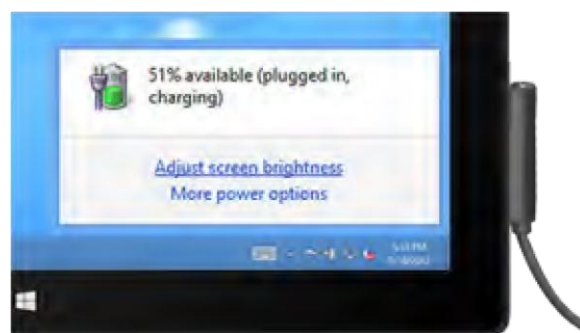 51% available (plugged in,
charging)
Adjust screen brightness
More power options